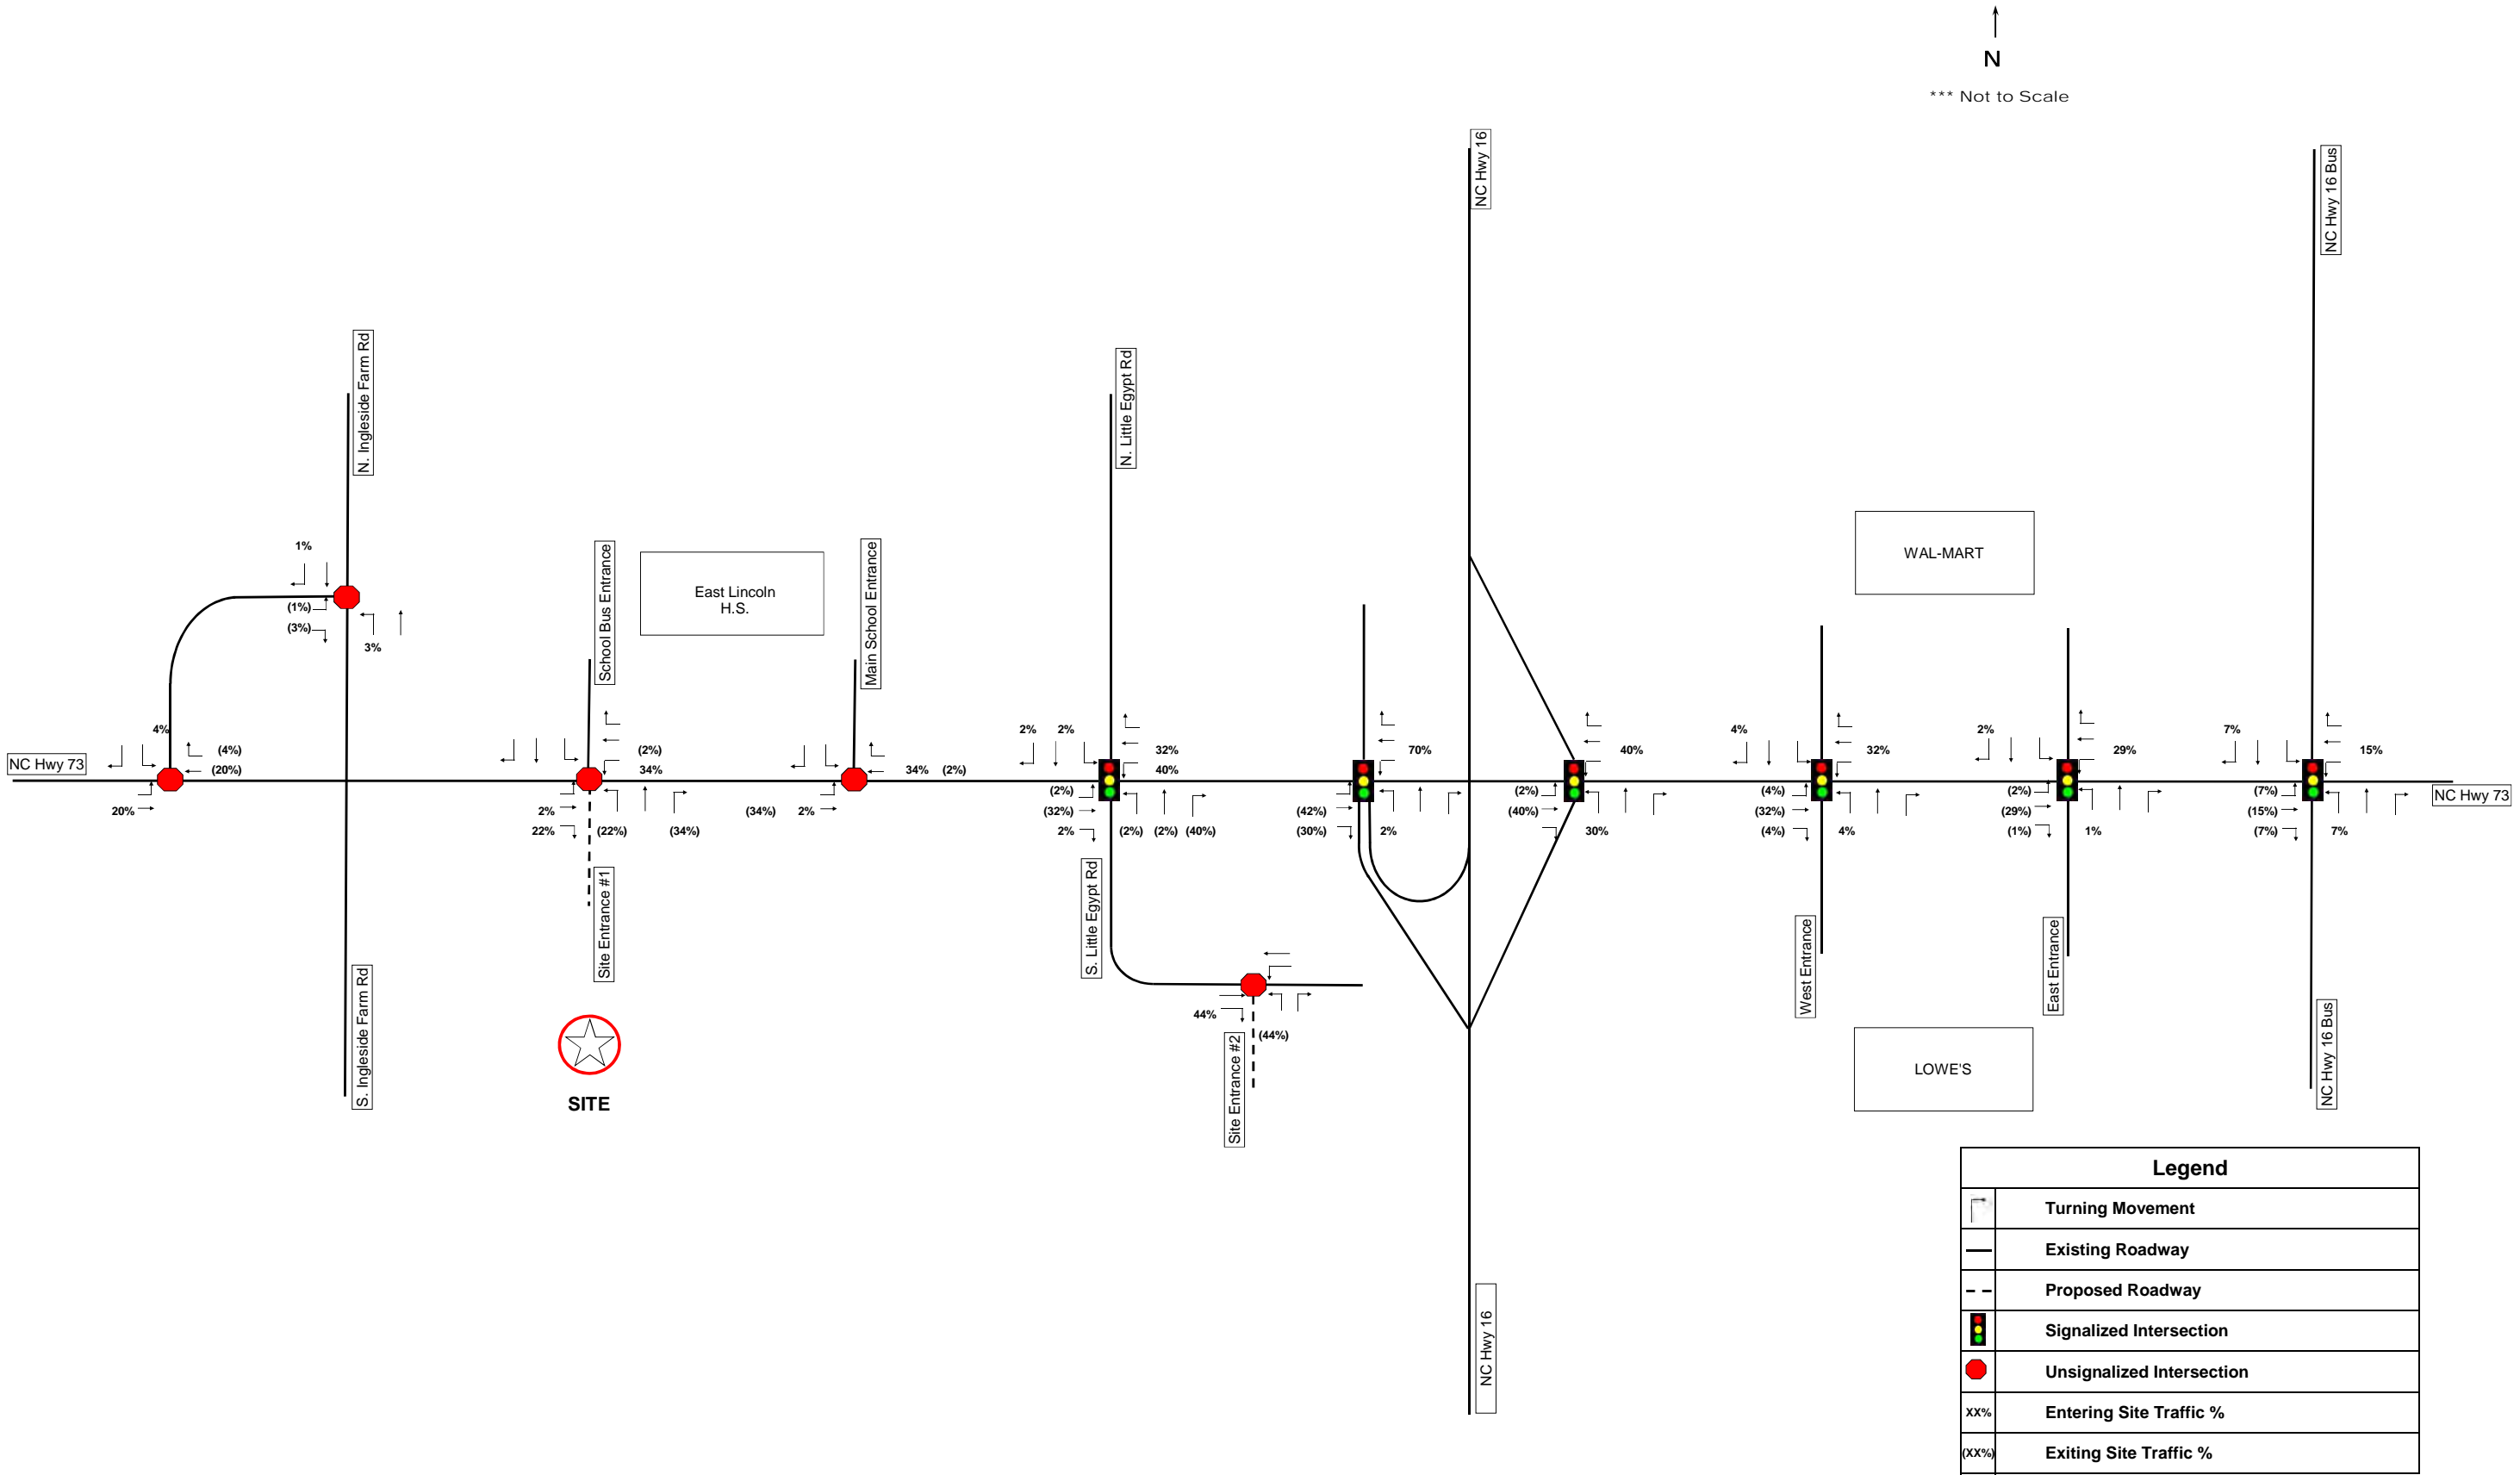 N
*** Not to Scale
NC Hwy 16
NC Hwy 16 Bus
N. Ingleside Farm Rd
N. Little Egypt Rd
WAL-MART
1%
(1%)
(3%)
3%
School Bus Entrance
East Lincoln
H.S.
Main School Entrance
NC Hwy 73
4%
(4%)
(20%)
20%
(2%)
34%
2%
22%
(22%)
(34%)
34% (2%)
(34%)
2%
2% 2%
32%
40%
(2%)
(32%)
2%
(2%) (2%) (40%)
70%
(42%)
(30%)
2%
40%
(2%)
(40%)
30%
4%
32%
(4%)
(32%)
(4%)
4%
2%
29%
(2%)
(29%)
(1%)
1%
7%
15%
(7%)
(15%)
(7%)
7%
NC Hwy 73
Site Entrance #1
S. Little Egypt Rd
West Entrance
East Entrance
S. Ingleside Farm Rd
44%
(44%)
Site Entrance #2
SITE
LOWE'S
NC Hwy 16 Bus
NC Hwy 16
Legend
Turning Movement
Existing Roadway
Proposed Roadway
Signalized Intersection
Unsignalized Intersection
XX% Entering Site Traffic %
(XX%) Exiting Site Traffic %